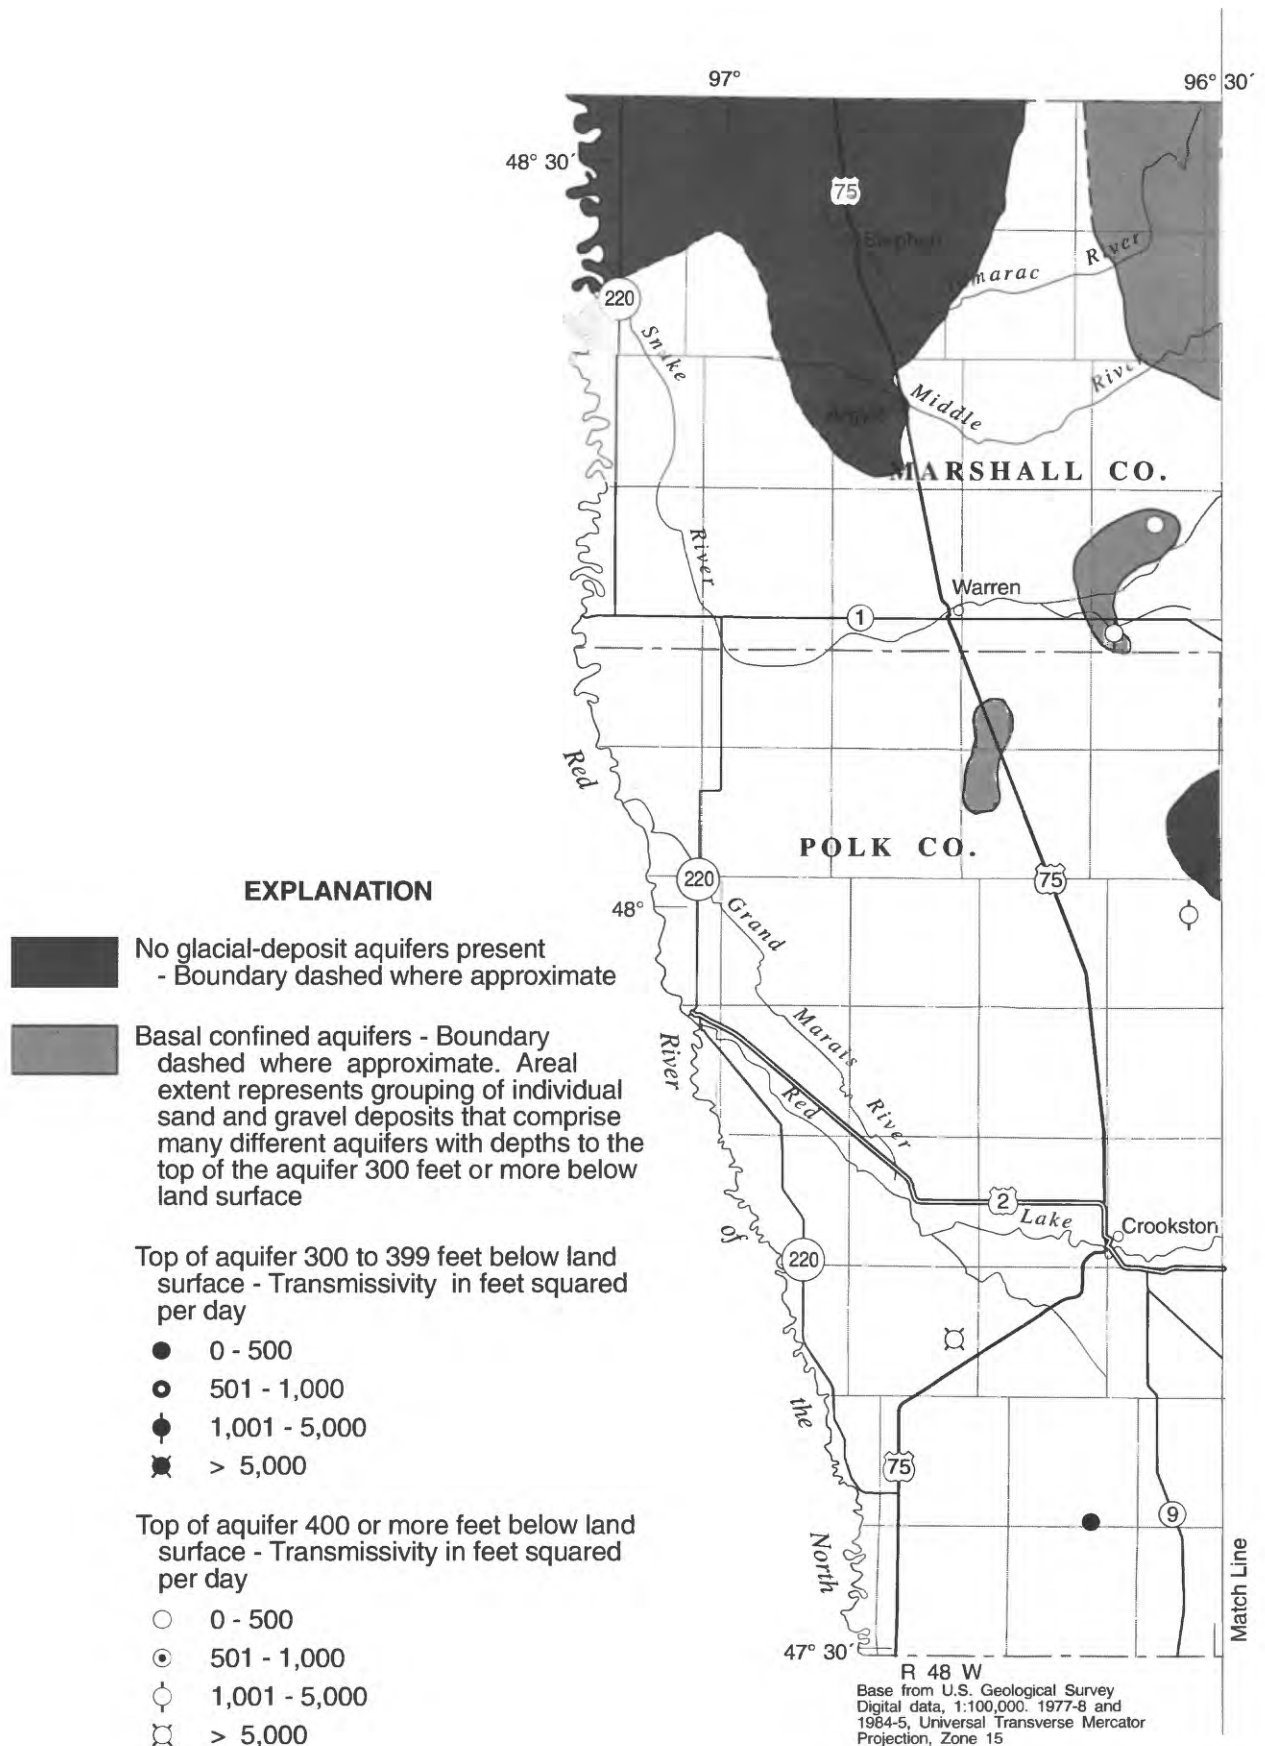 97°
96° 30´
48° 30´
75
Stephen
Tamarac River
220
Snake River
Middle River
Argyle
MARSHALL CO.
Warren
1
Red River of the North
POLK CO.
75
220
48°
Grand Marais River
Red Lake
2
Crookston
220
75
9
47° 30´
R 48 W
Match Line
Base from U.S. Geological Survey
Digital data, 1:100,000. 1977-8 and
1984-5, Universal Transverse Mercator
Projection, Zone 15
EXPLANATION
No glacial-deposit aquifers present
- Boundary dashed where approximate
Basal confined aquifers - Boundary
dashed where approximate. Areal
extent represents grouping of individual
sand and gravel deposits that comprise
many different aquifers with depths to the
top of the aquifer 300 feet or more below
land surface
Top of aquifer 300 to 399 feet below land
surface - Transmissivity in feet squared
per day
0 - 500
501 - 1,000
1,001 - 5,000
> 5,000
Top of aquifer 400 or more feet below land
surface - Transmissivity in feet squared
per day
0 - 500
501 - 1,000
1,001 - 5,000
> 5,000